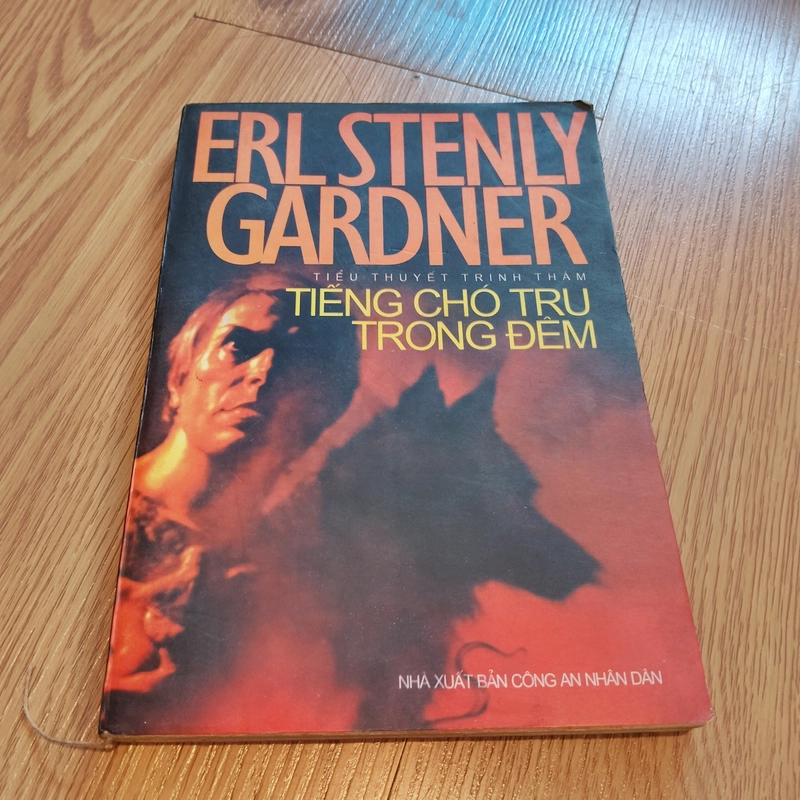 ERL STENLY
GARDNER
TIỂU THUYẾT TRINH THÁM
TIẾNG CHÓ TRU
TRONG ĐÊM
NHÀ XUẤT BẢN CÔNG AN NHÂN DÂN